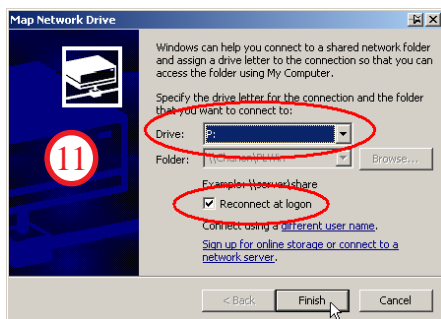 Map Network Drive
Windows can help you connect to a shared network folder
and assign a drive letter to the connection so that you can
access the folder using My Computer.
Specify the drive letter for the connection and the folder
that you want to connect to:
Drive: P:
Folder: Browse...
Example: \\server\share
Reconnect at logon
Connect using a different user name.
Sign up for online storage or connect to a
network server.
< Back Finish Cancel
11